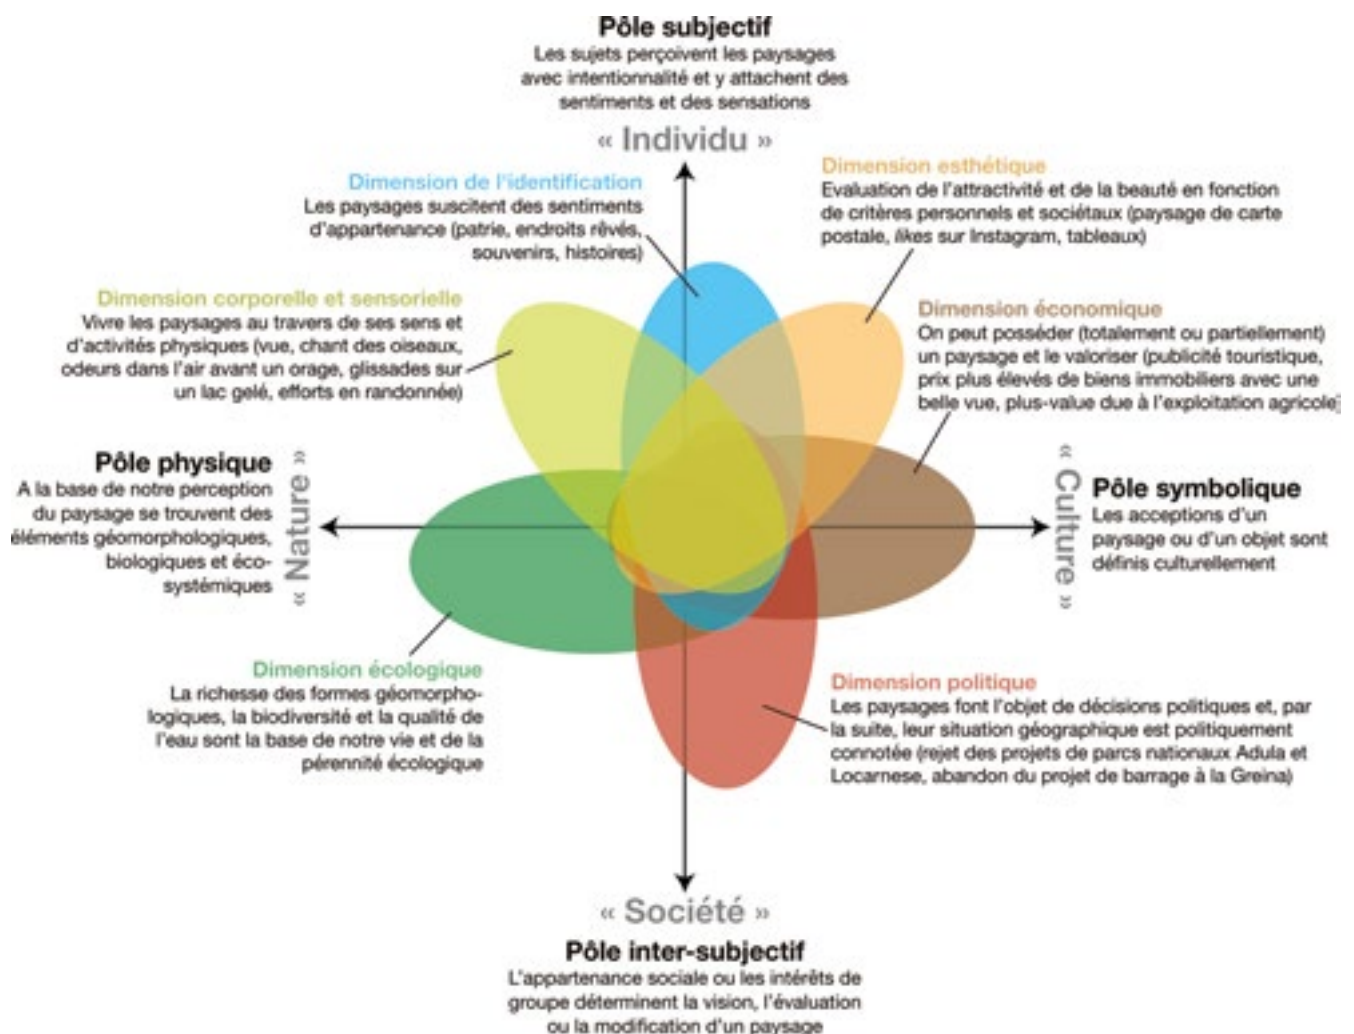 Pôle subjectif
Les sujets perçoivent les paysages
avec intentionnalité et y attachent des
sentiments et des sensations
« Individu »
Dimension de l'identification
Les paysages suscitent des sentiments
d'appartenance (patrie, endroits rêvés,
souvenirs, histoires)
Dimension esthétique
Evaluation de l'attractivité et de la beauté en fonction
de critères personnels et sociétaux (paysage de carte
postale, likes sur Instagram, tableaux)
Dimension corporelle et sensorielle
Vivre les paysages au travers de ses sens et
d'activités physiques (vue, chant des oiseaux,
odeurs dans l'air avant un orage, glissades sur
un lac gelé, efforts en randonnée)
Dimension économique
On peut posséder (totalement ou partiellement)
un paysage et le valoriser (publicité touristique,
prix plus élevés de biens immobiliers avec une
belle vue, plus-value due à l'exploitation agricole)
Pôle physique
A la base de notre perception
du paysage se trouvent des
éléments géomorphologiques,
biologiques et éco-
systémiques
« Nature »
« Culture »
Pôle symbolique
Les acceptions d'un
paysage ou d'un objet sont
définis culturellement
Dimension écologique
La richesse des formes géomorpho-
logiques, la biodiversité et la qualité de
l'eau sont la base de notre vie et de la
pérennité écologique
Dimension politique
Les paysages font l'objet de décisions politiques et, par
la suite, leur situation géographique est politiquement
connotée (rejet des projets de parcs nationaux Adula et
Locarnese, abandon du projet de barrage à la Greina)
« Société »
Pôle inter-subjectif
L'appartenance sociale ou les intérêts de
groupe déterminent la vision, l'évaluation
ou la modification d'un paysage